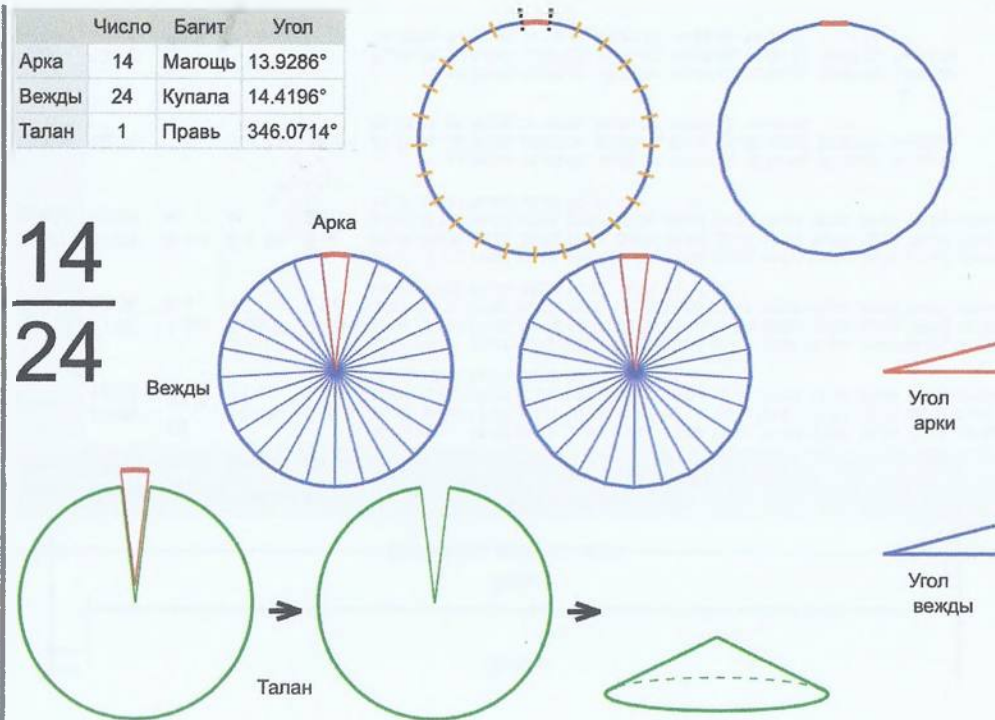 Число Багит Угол
Арка 14 Магощь 13.9286°
Вежды 24 Купала 14.4196°
Талан 1 Правь 346.0714°
Арка
14
24
Вежды
Угол
арки
Угол
вежды
Талан